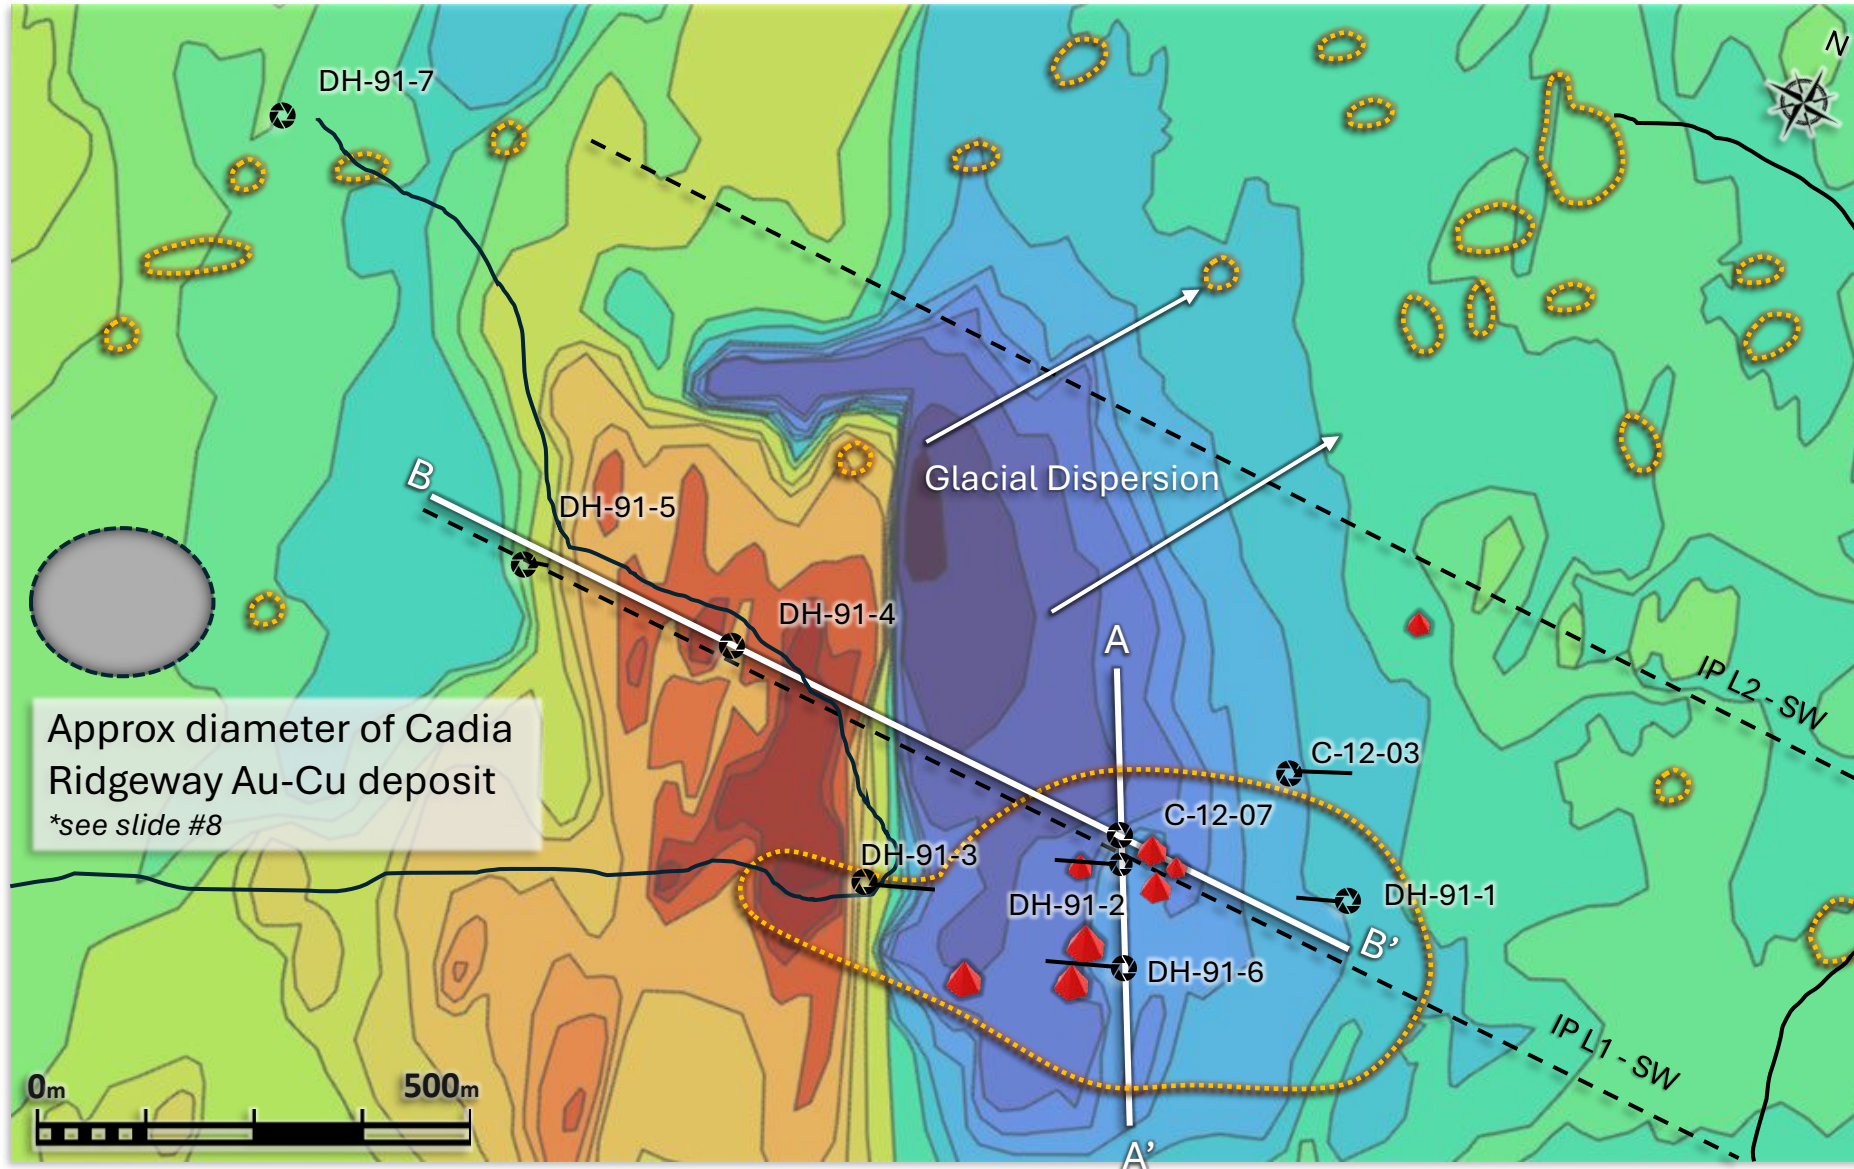 N
DH-91-7
B
DH-91-5
Glacial Dispersion
DH-91-4
A
IP L2 - SW
Approx diameter of Cadia
Ridgeway Au-Cu deposit
*see slide #8
C-12-03
C-12-07
DH-91-3
DH-91-2
DH-91-1
B’
DH-91-6
IP L1 - SW
0m
500m
A’